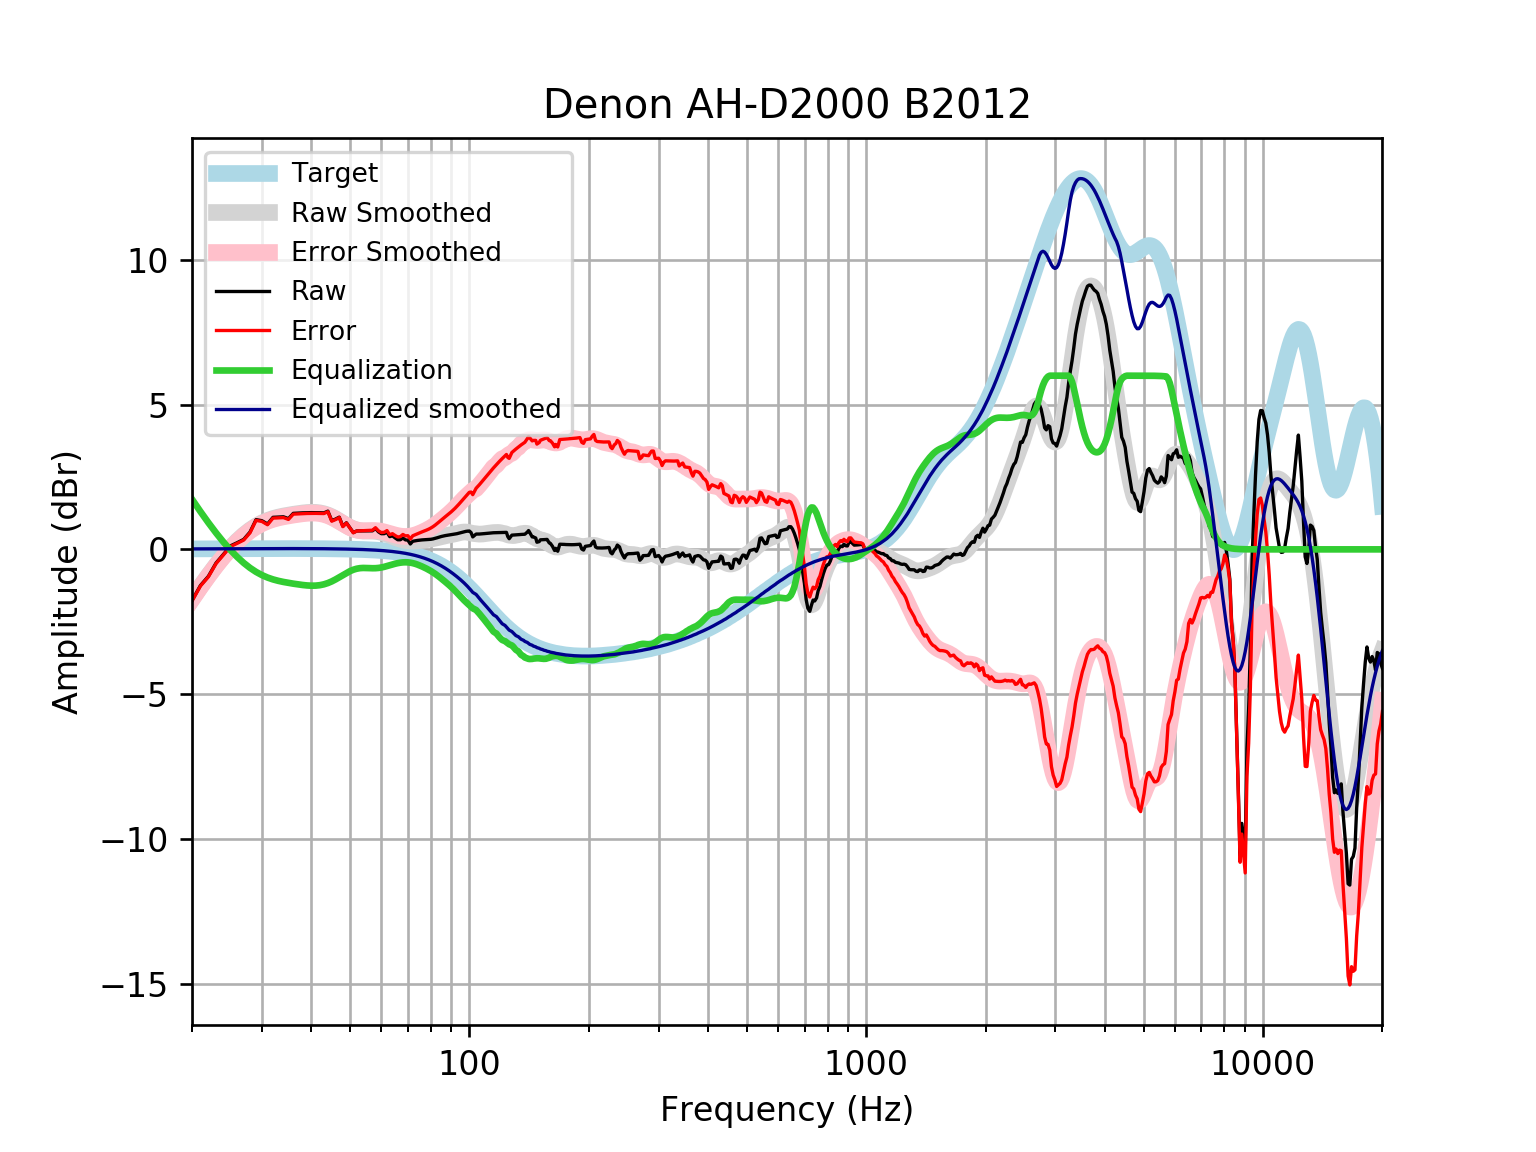 Denon AH-D2000 B2012
Target
Raw Smoothed
Error Smoothed
Raw
Error
Equalization
Equalized smoothed
10
5
0
−5
−10
−15
Amplitude (dBr)
100
1000
10000
Frequency (Hz)